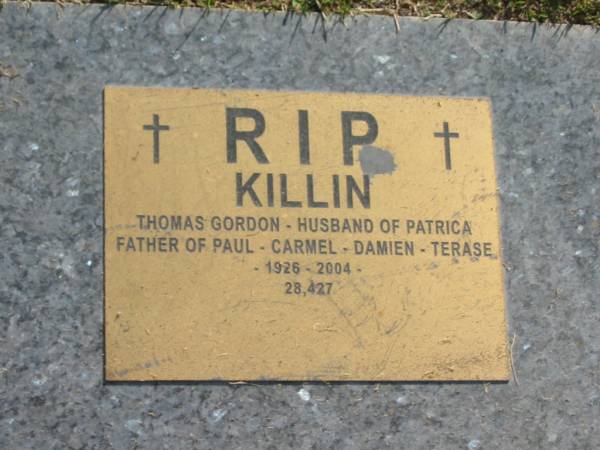 RIP
KILLIN
THOMAS GORDON - HUSBAND OF PATRICA
FATHER OF PAUL - CARMEL - DAMIEN - TERASE
- 1926 - 2004 -
28,427